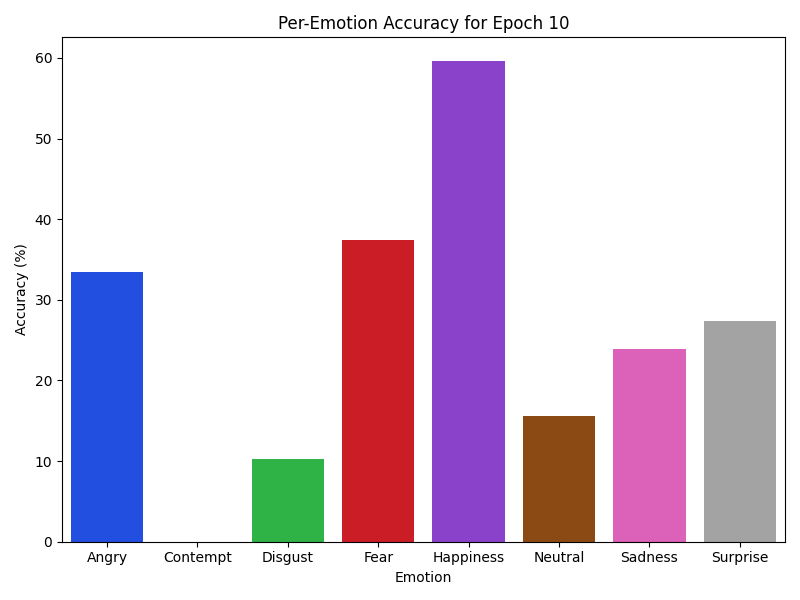 Per-Emotion Accuracy for Epoch 10
Accuracy (%)
60
50
40
30
20
10
0
Angry Contempt Disgust Fear Happiness Neutral Sadness Surprise
Emotion